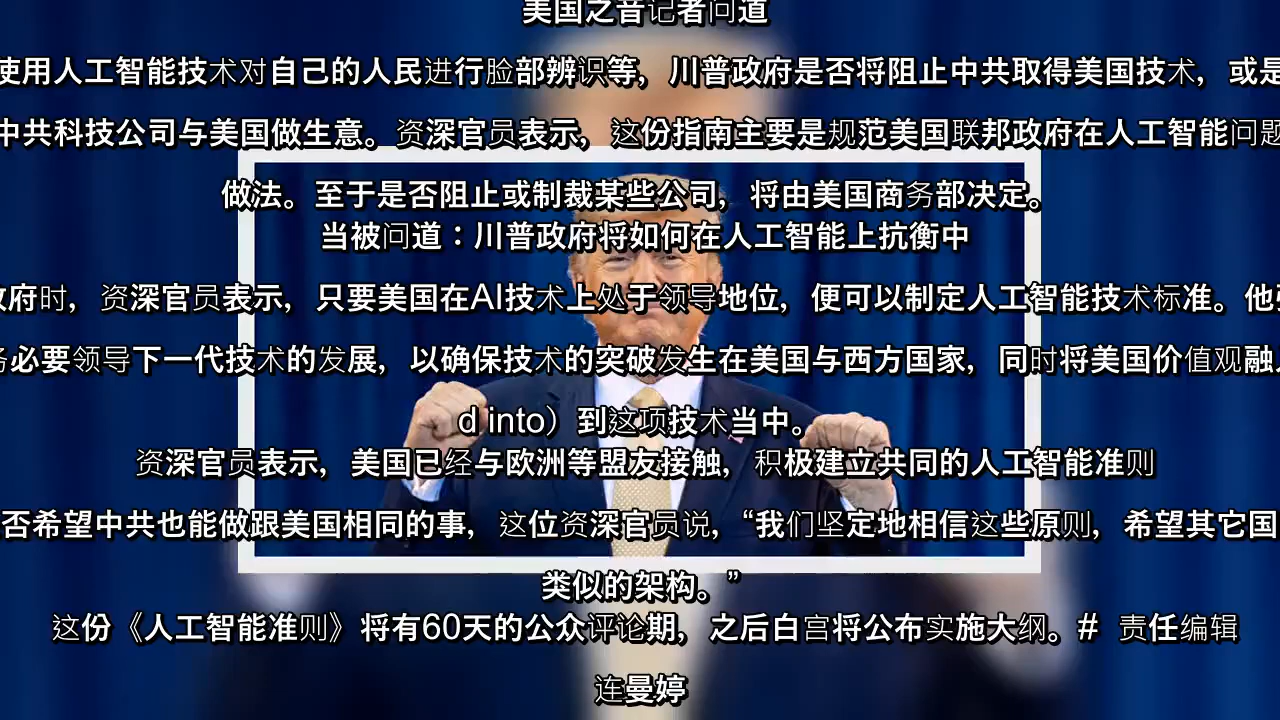 美国之音记者问道
使用人工智能技术对自己的人民进行脸部辨识等，川普政府是否将阻止中共取得美国技术，或是
中共科技公司与美国做生意。资深官员表示，这份指南主要是规范美国联邦政府在人工智能问题
做法。至于是否阻止或制裁某些公司，将由美国商务部决定。
当被问道：川普政府将如何在人工智能上抗衡中
政府时，资深官员表示，只要美国在AI技术上处于领导地位，便可以制定人工智能技术标准。他
务必要领导下一代技术的发展，以确保技术的突破发生在美国与西方国家，同时将美国价值观融
d into）到这项技术当中。
资深官员表示，美国已经与欧洲等盟友接触，积极建立共同的人工智能准则
否希望中共也能做跟美国相同的事，这位资深官员说，“我们坚定地相信这些原则，希望其它国
类似的架构。”
这份《人工智能准则》将有60天的公众评论期，之后白宫将公布实施大纲。# 责任编辑
连曼婷